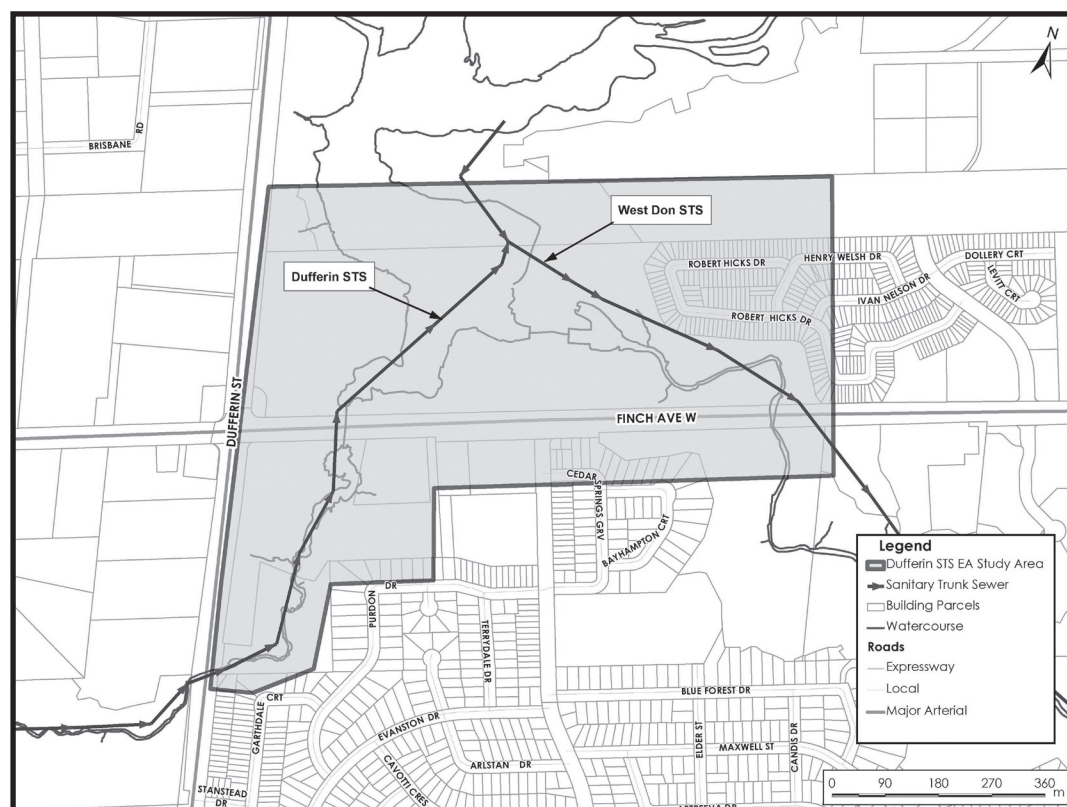 N
BRISBANE RD
West Don STS
Dufferin STS
ROBERT HICKS DR
HENRY WELSH DR
DOLLERY CRT
LEVITT CRT
IVAN NELSON DR
ROBERT HICKS DR
DUFFERIN ST
FINCH AVE W
CEDAR SPRINGS GRV
BAYHAMPTON CRT
PURDON DR
TERRYDALE DR
GARTHDALE CRT
EVANSTON DR
BLUE FOREST DR
ELDER ST
MAXWELL ST
CANDIS DR
ARLSTAN DR
CAVOTTI CRES
STANSTEAD DR
Legend
Dufferin STS EA Study Area
Sanitary Trunk Sewer
Building Parcels
Watercourse
Roads
Expressway
Local
Major Arterial
0 90 180 270 360
m